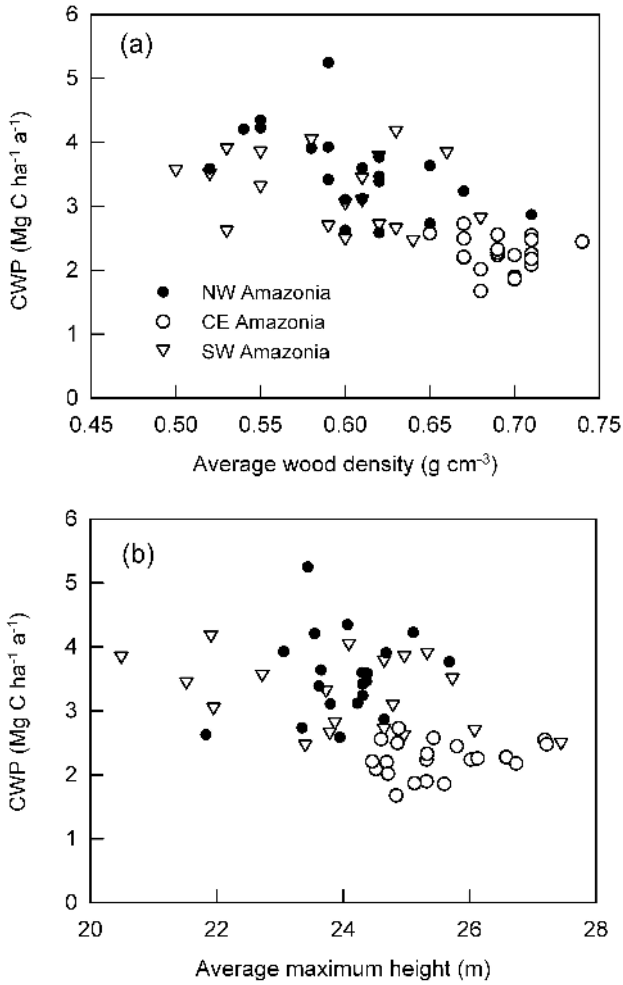 (a)
6
5
4
3
2
1
0
CWP (Mg C ha⁻¹ a⁻¹)
NW Amazonia
CE Amazonia
SW Amazonia
0.45 0.50 0.55 0.60 0.65 0.70 0.75
Average wood density (g cm⁻³)
(b)
6
5
4
3
2
1
0
CWP (Mg C ha⁻¹ a⁻¹)
20 22 24 26 28
Average maximum height (m)